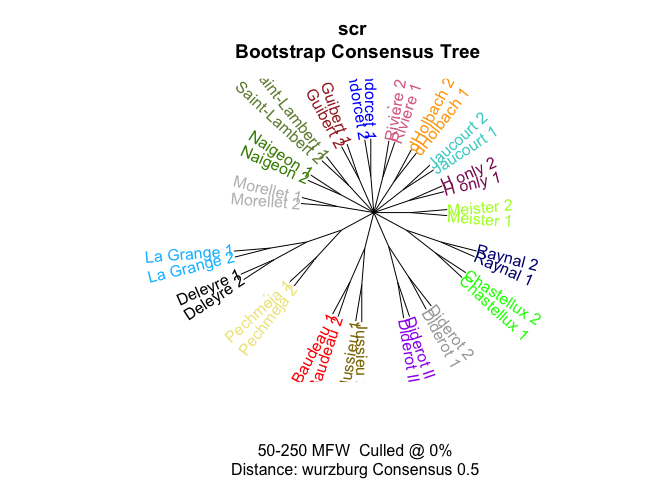 scr
Bootstrap Consensus Tree
Saint-Lambert 2
Guibert 1
Guibert 2
Riviere 2
Riviere 1
dHolbach 1
Jaucourt 2
Jaucourt 1
H only 2
H only 1
Meister 2
Meister 1
Raynal 2
Raynal 1
Chastellux 2
Chastellux 1
Diderot 2
Diderot 1
Diderot II
Diderot II
Baudeau 1
Pechmeja 1
Pechmeja 2
Deleyre 1
Deleyre 2
La Grange 1
La Grange 2
Morellet 1
Morellet 2
Naigeon 1
Naigeon 2
50-250 MFW Culled @ 0%
Distance: wurzburg Consensus 0.5